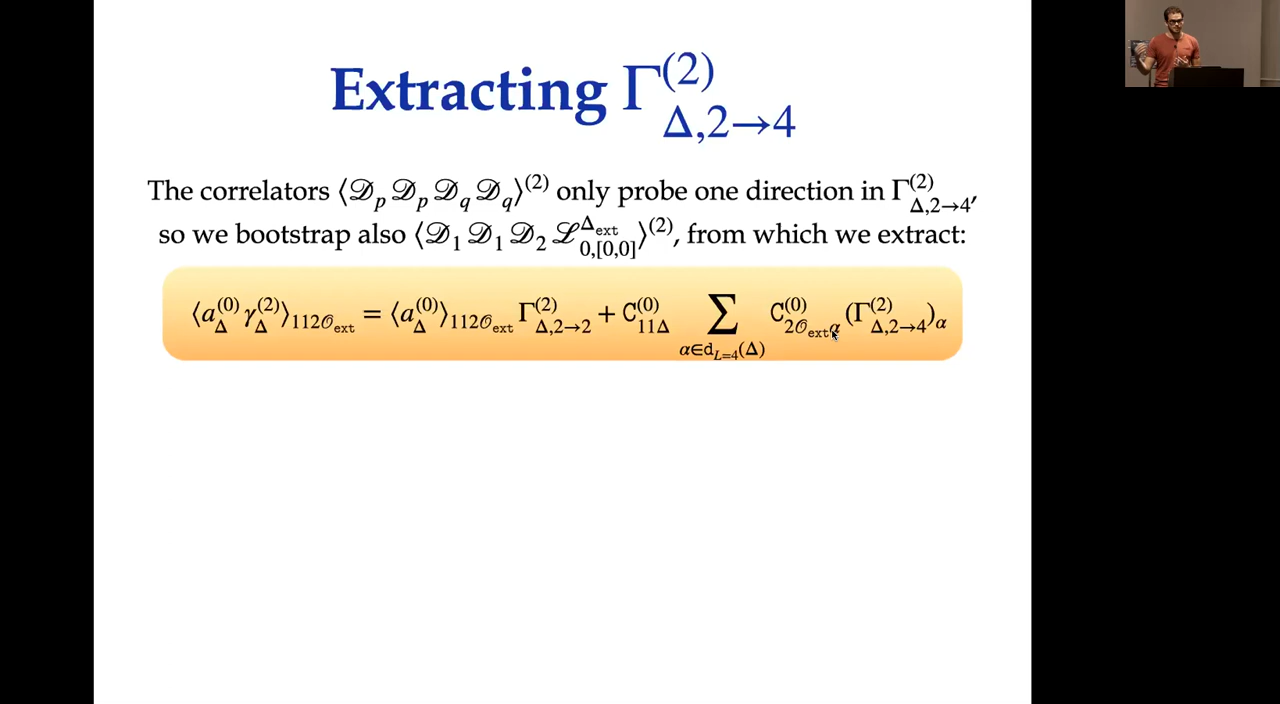 Extracting Γ^{(2)}_{Δ,2→4}
The correlators ⟨𝒟_p 𝒟_p 𝒟_q 𝒟_q⟩^{(2)} only probe one direction in Γ^{(2)}_{Δ,2→4},
so we bootstrap also ⟨𝒟_1 𝒟_1 𝒟_2 ℒ^{Δ_ext}_{0,[0,0]}⟩^{(2)}, from which we extract:
⟨a^{(0)}_Δ γ^{(2)}_Δ⟩_{112𝒪_ext} = ⟨a^{(0)}_Δ⟩_{112𝒪_ext} Γ^{(2)}_{Δ,2→2} + C^{(0)}_{11Δ} ∑_{α∈d_{L=4}(Δ)} C^{(0)}_{2𝒪_ext α} (Γ^{(2)}_{Δ,2→4})_α